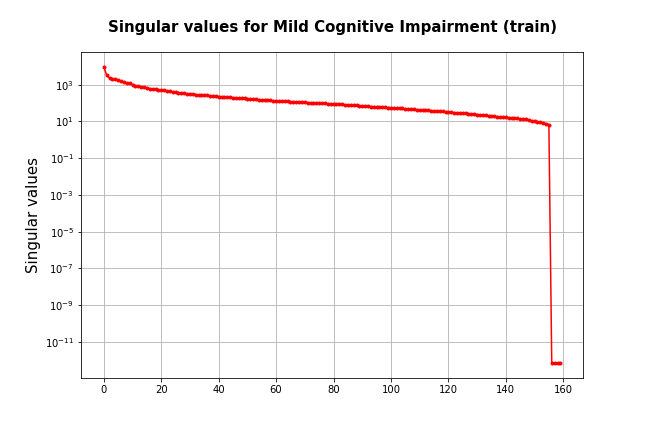 Singular values for Mild Cognitive Impairment (train)
Singular values
10³
10¹
10⁻¹
10⁻³
10⁻⁵
10⁻⁷
10⁻⁹
10⁻¹¹
0 20 40 60 80 100 120 140 160